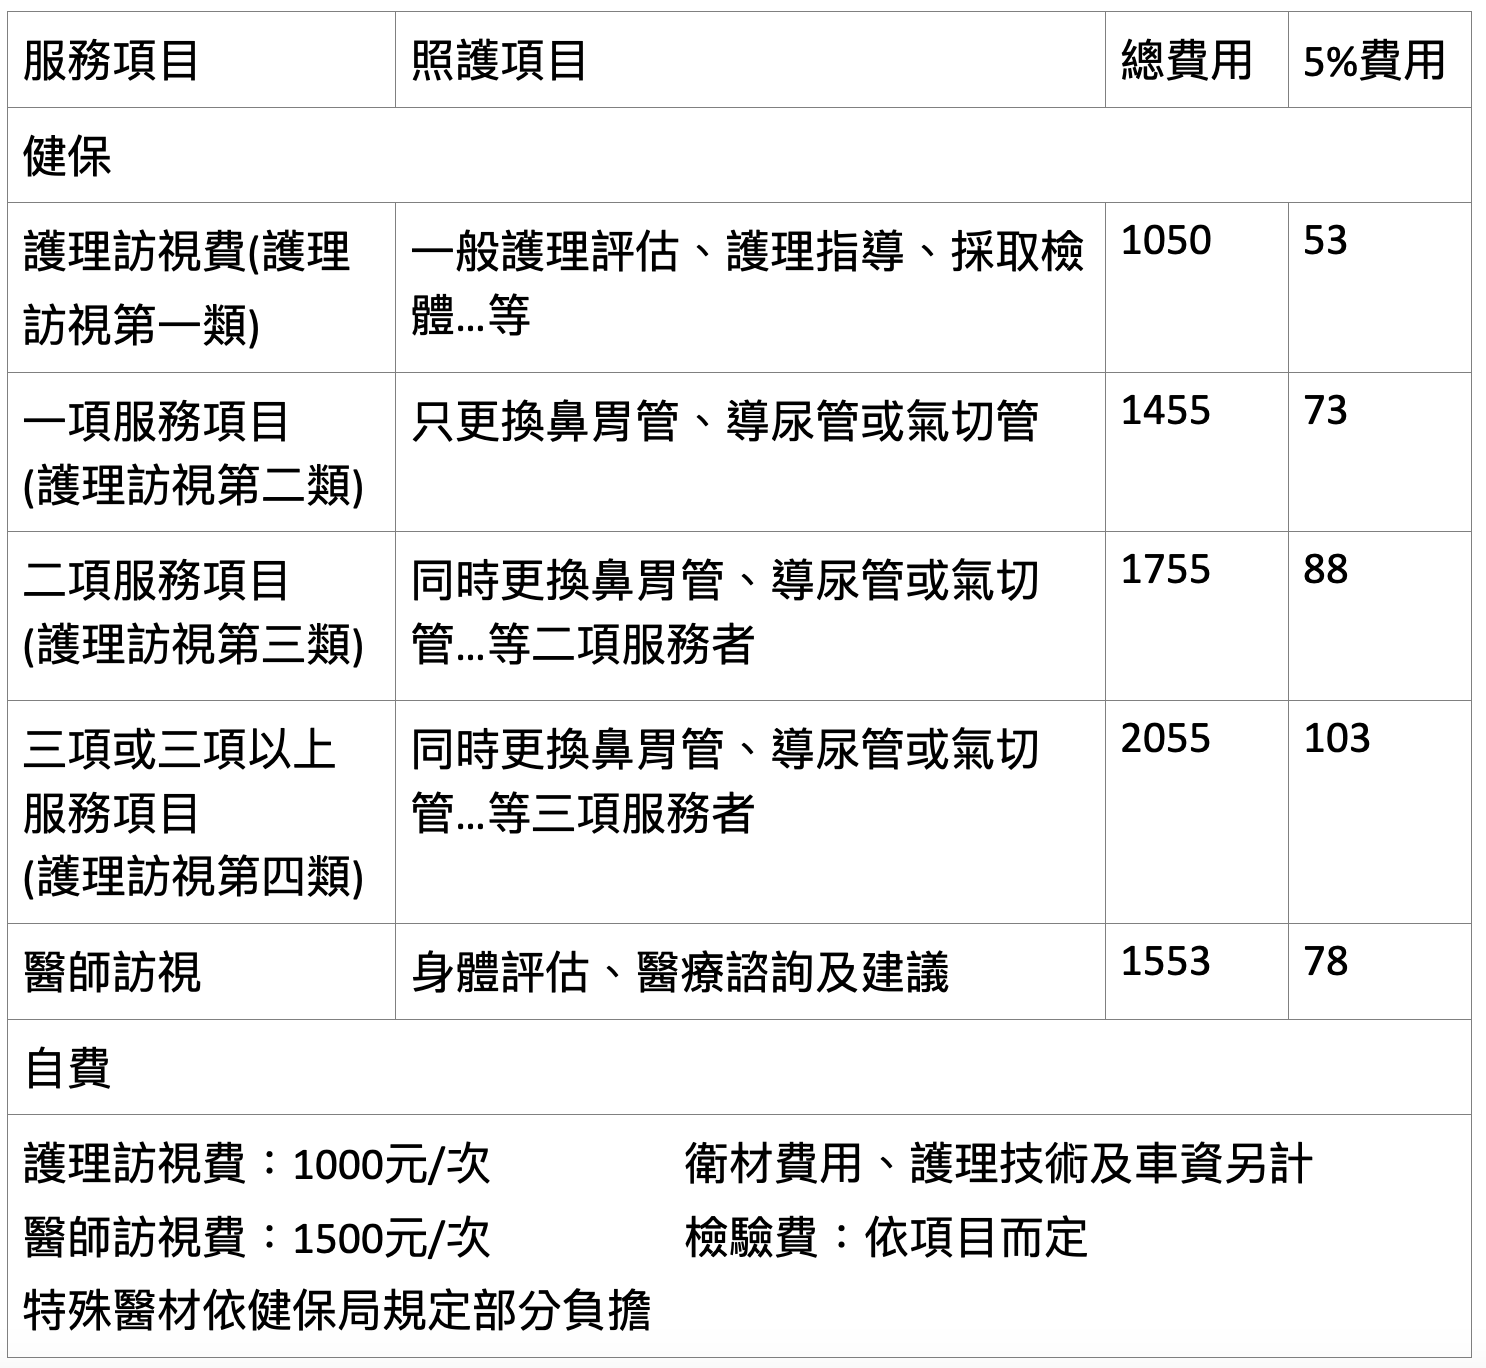 服務項目 照護項目 總費用 5%費用
健保
護理訪視費(護理 一般護理評估、護理指導、採取檢 1050 53
訪視第一類) 體...等
一項服務項目 只更換鼻胃管、導尿管或氣切管 1455 73
(護理訪視第二類)
二項服務項目 同時更換鼻胃管、導尿管或氣切 1755 88
(護理訪視第三類) 管...等二項服務者
三項或三項以上 同時更換鼻胃管、導尿管或氣切 2055 103
服務項目 管...等三項服務者
(護理訪視第四類)
醫師訪視 身體評估、醫療諮詢及建議 1553 78
自費
護理訪視費：1000元/次 衛材費用、護理技術及車資另計
醫師訪視費：1500元/次 檢驗費：依項目而定
特殊醫材依健保局規定部分負擔